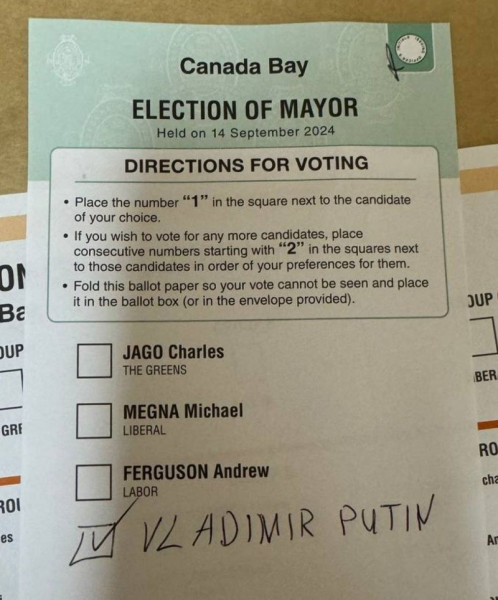 Canada Bay
ELECTION OF MAYOR
Held on 14 September 2024
DIRECTIONS FOR VOTING
• Place the number “1” in the square next to the candidate
of your choice.
• If you wish to vote for any more candidates, place
consecutive numbers starting with “2” in the squares next
to those candidates in order of your preferences for them.
• Fold this ballot paper so your vote cannot be seen and place
it in the ballot box (or in the envelope provided).
JAGO Charles
THE GREENS
MEGNA Michael
LIBERAL
FERGUSON Andrew
LABOR
VLADIMIR PUTIN